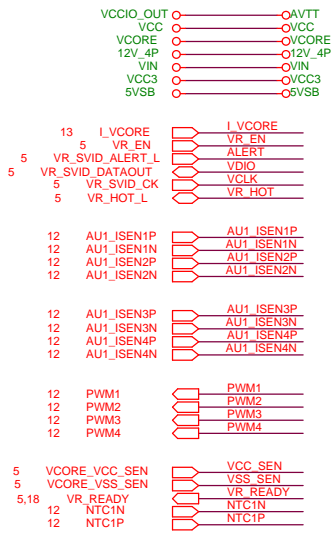 VCCIO_OUT AVTT
VCC VCC
VCORE VCORE
12V_4P 12V_4P
VIN VIN
VCC3 VCC3
5VSB 5VSB
13 I_VCORE I_VCORE
5 VR_EN VR_EN
5 VR_SVID_ALERT_L ALERT
5 VR_SVID_DATAOUT VDIO
5 VR_SVID_CK VCLK
5 VR_HOT_L VR_HOT
12 AU1_ISEN1P AU1_ISEN1P
12 AU1_ISEN1N AU1_ISEN1N
12 AU1_ISEN2P AU1_ISEN2P
12 AU1_ISEN2N AU1_ISEN2N
12 AU1_ISEN3P AU1_ISEN3P
12 AU1_ISEN3N AU1_ISEN3N
12 AU1_ISEN4P AU1_ISEN4P
12 AU1_ISEN4N AU1_ISEN4N
12 PWM1 PWM1
12 PWM2 PWM2
12 PWM3 PWM3
12 PWM4 PWM4
5 VCORE_VCC_SEN VCC_SEN
5 VCORE_VSS_SEN VSS_SEN
5,18 VR_READY VR_READY
12 NTC1N NTC1N
12 NTC1P NTC1P